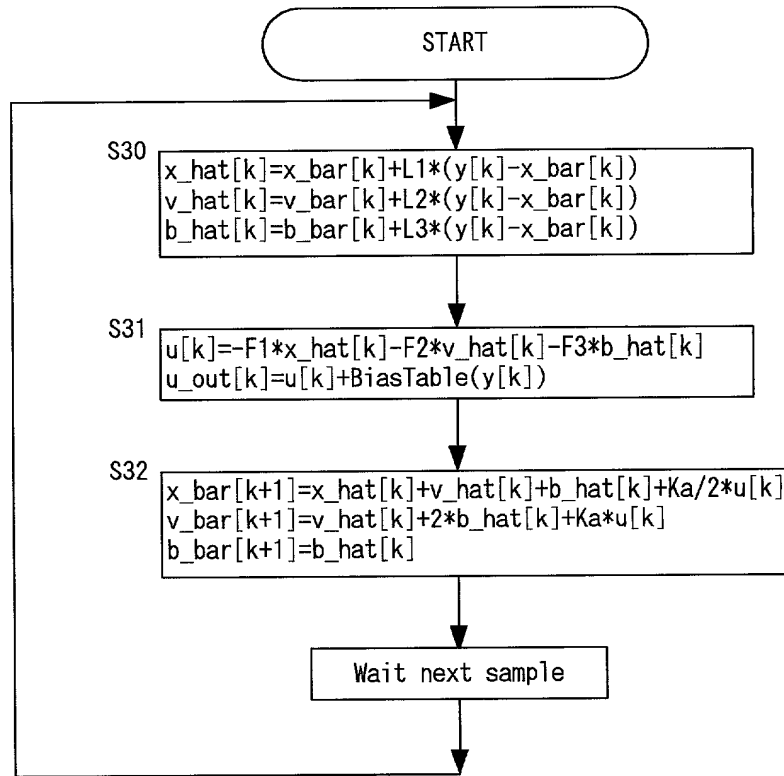 START
S30
x_hat[k]=x_bar[k]+L1*(y[k]-x_bar[k])
v_hat[k]=v_bar[k]+L2*(y[k]-x_bar[k])
b_hat[k]=b_bar[k]+L3*(y[k]-x_bar[k])
S31
u[k]=-F1*x_hat[k]-F2*v_hat[k]-F3*b_hat[k]
u_out[k]=u[k]+BiasTable(y[k])
S32
x_bar[k+1]=x_hat[k]+v_hat[k]+b_hat[k]+Ka/2*u[k]
v_bar[k+1]=v_hat[k]+2*b_hat[k]+Ka*u[k]
b_bar[k+1]=b_hat[k]
Wait next sample